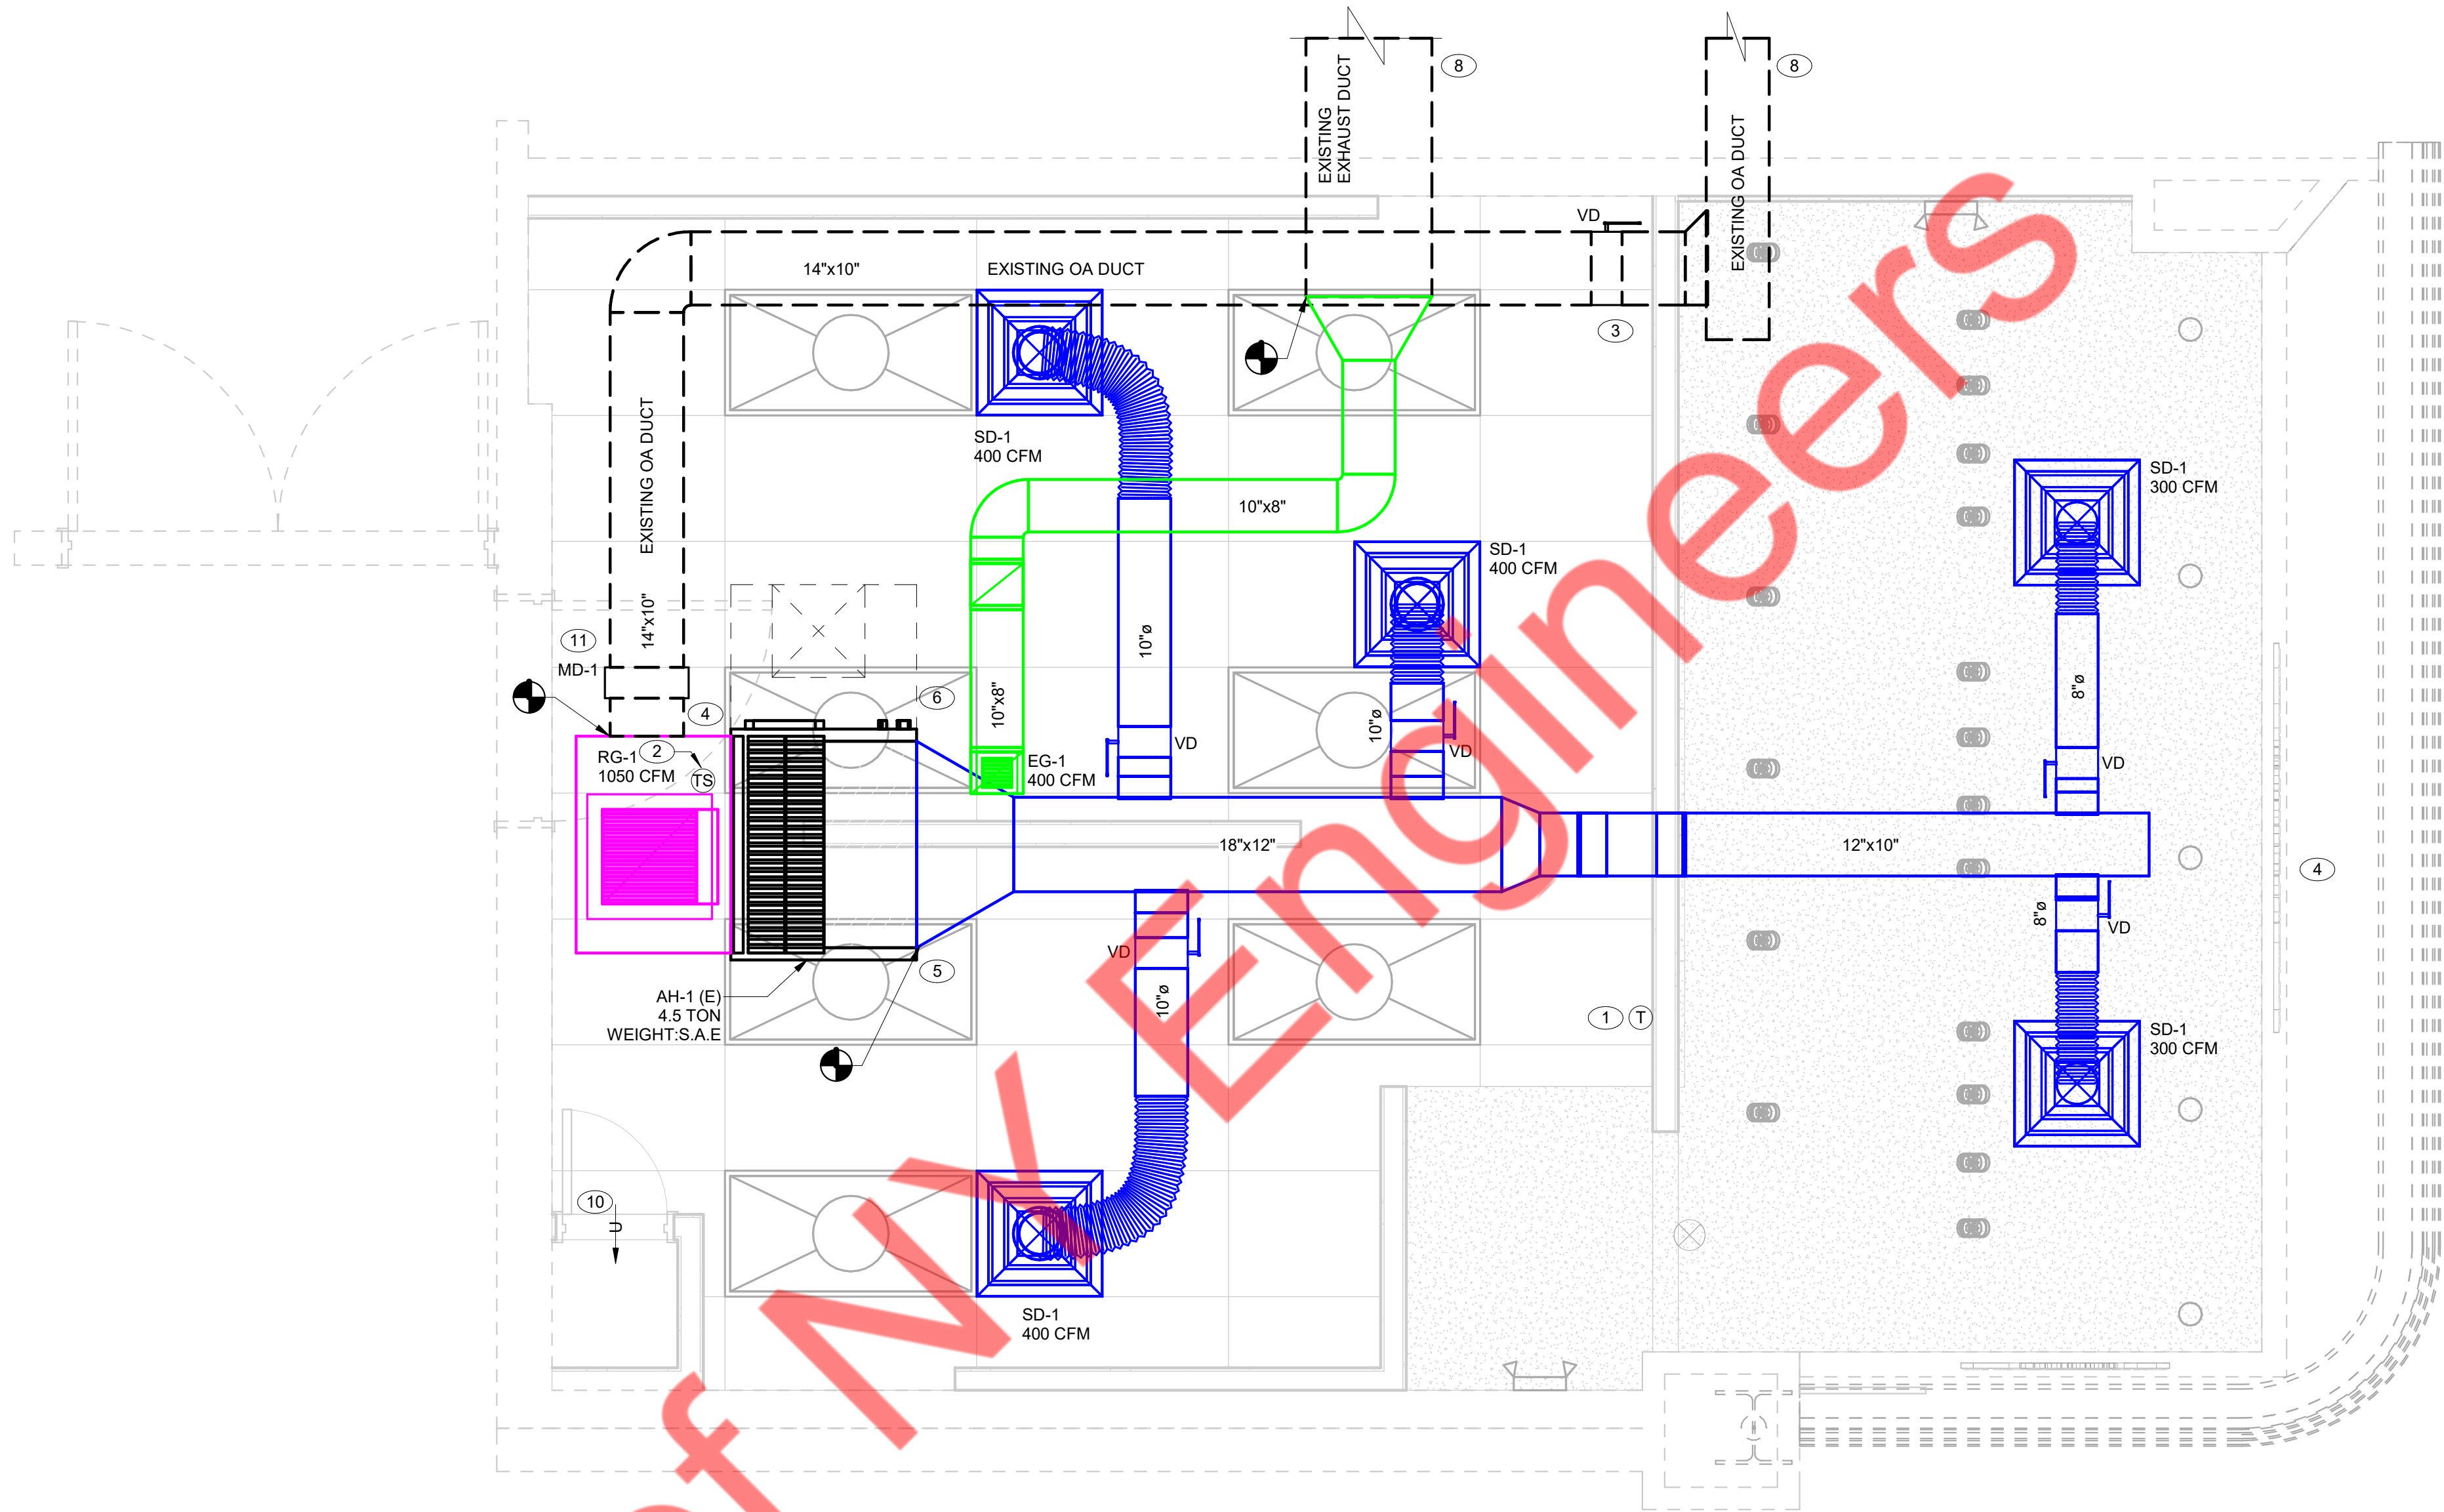 8
8
EXISTING
EXHAUST DUCT
EXISTING OA DUCT
VD
14"x10"
EXISTING OA DUCT
3
EXISTING OA DUCT
14"x10"
SD-1
400 CFM
SD-1
300 CFM
10"x8"
SD-1
400 CFM
11
MD-1
4
6
10"x8"
10"ø
10"ø
8"ø
VD
VD
VD
2
RG-1
1050 CFM
TS
EG-1
400 CFM
18"x12"
12"x10"
4
8"ø
VD
VD
5
10"ø
AH-1 (E)
4.5 TON
WEIGHT:S.A.E
1
T
SD-1
300 CFM
10
U
SD-1
400 CFM
of NY Engineers